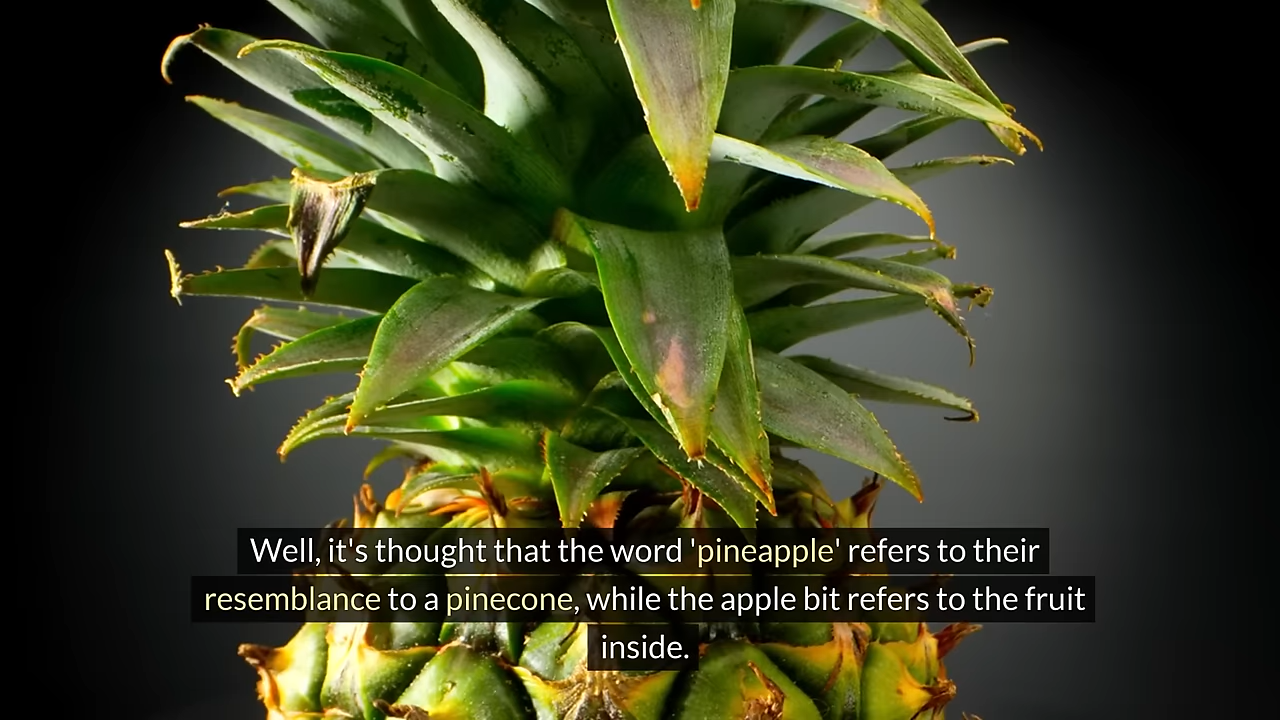 Well, it's thought that the word 'pineapple' refers to their
resemblance to a pinecone, while the apple bit refers to the fruit
inside.